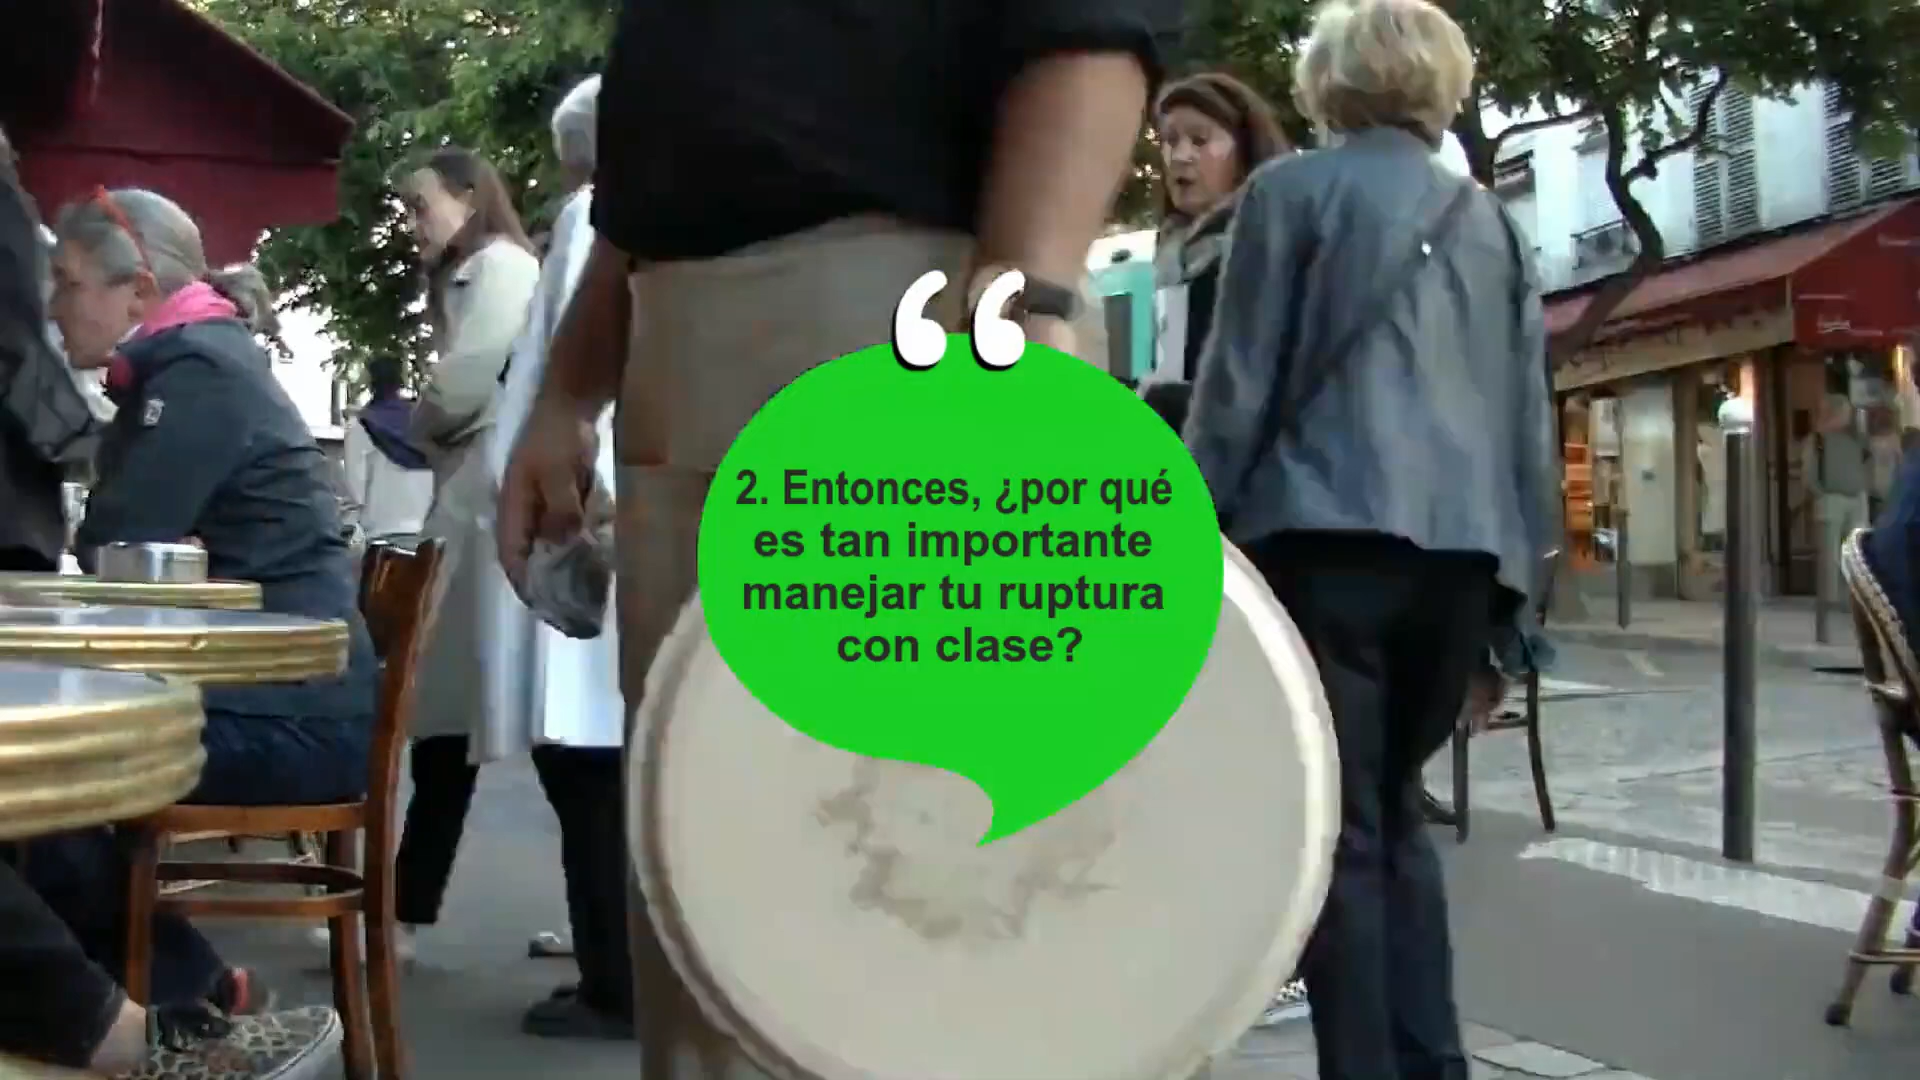 2. Entonces, ¿por qué
es tan importante
manejar tu ruptura
con clase?